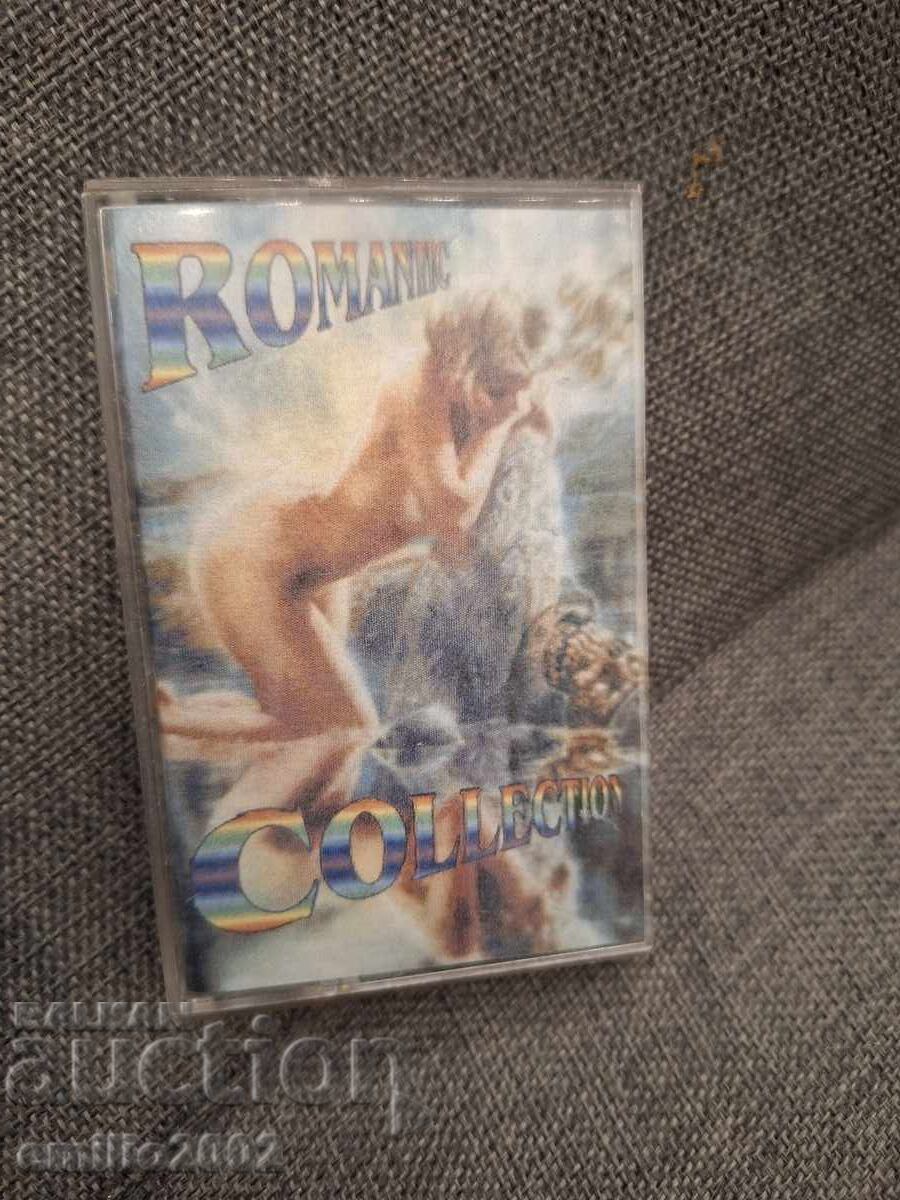 ROMANTIC
COLLECTION
BALKAN
auction
emilio2002